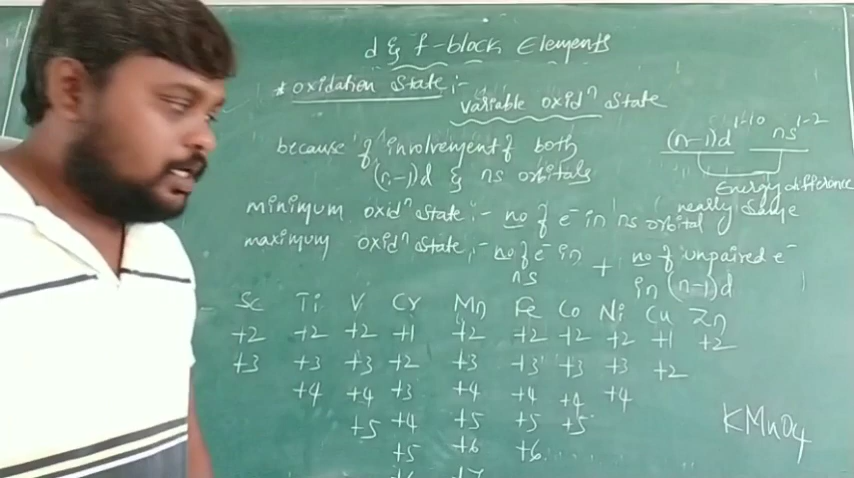 d & f-block Elements
* oxidation state :-
variable oxidⁿ state
because of involvement of both
(n-1)d & ns orbitals
(n-1)d¹⁻¹⁰ ns¹⁻²
Energy difference
nearly same
minimum oxidⁿ state :- no of e⁻ in ns orbital
maximum oxidⁿ state :- no of e⁻ in ns + no of unpaired e⁻ in (n-1)d
Sc Ti V Cr Mn Fe Co Ni Cu Zn
+2 +2 +2 +1 +2 +2 +2 +2 +1 +2
+3 +3 +3 +2 +3 +3 +3 +3 +2
+4 +4 +3 +4 +4 +4 +4
+5 +4 +5 +5 +5
+5 +6 +6
KMnO4